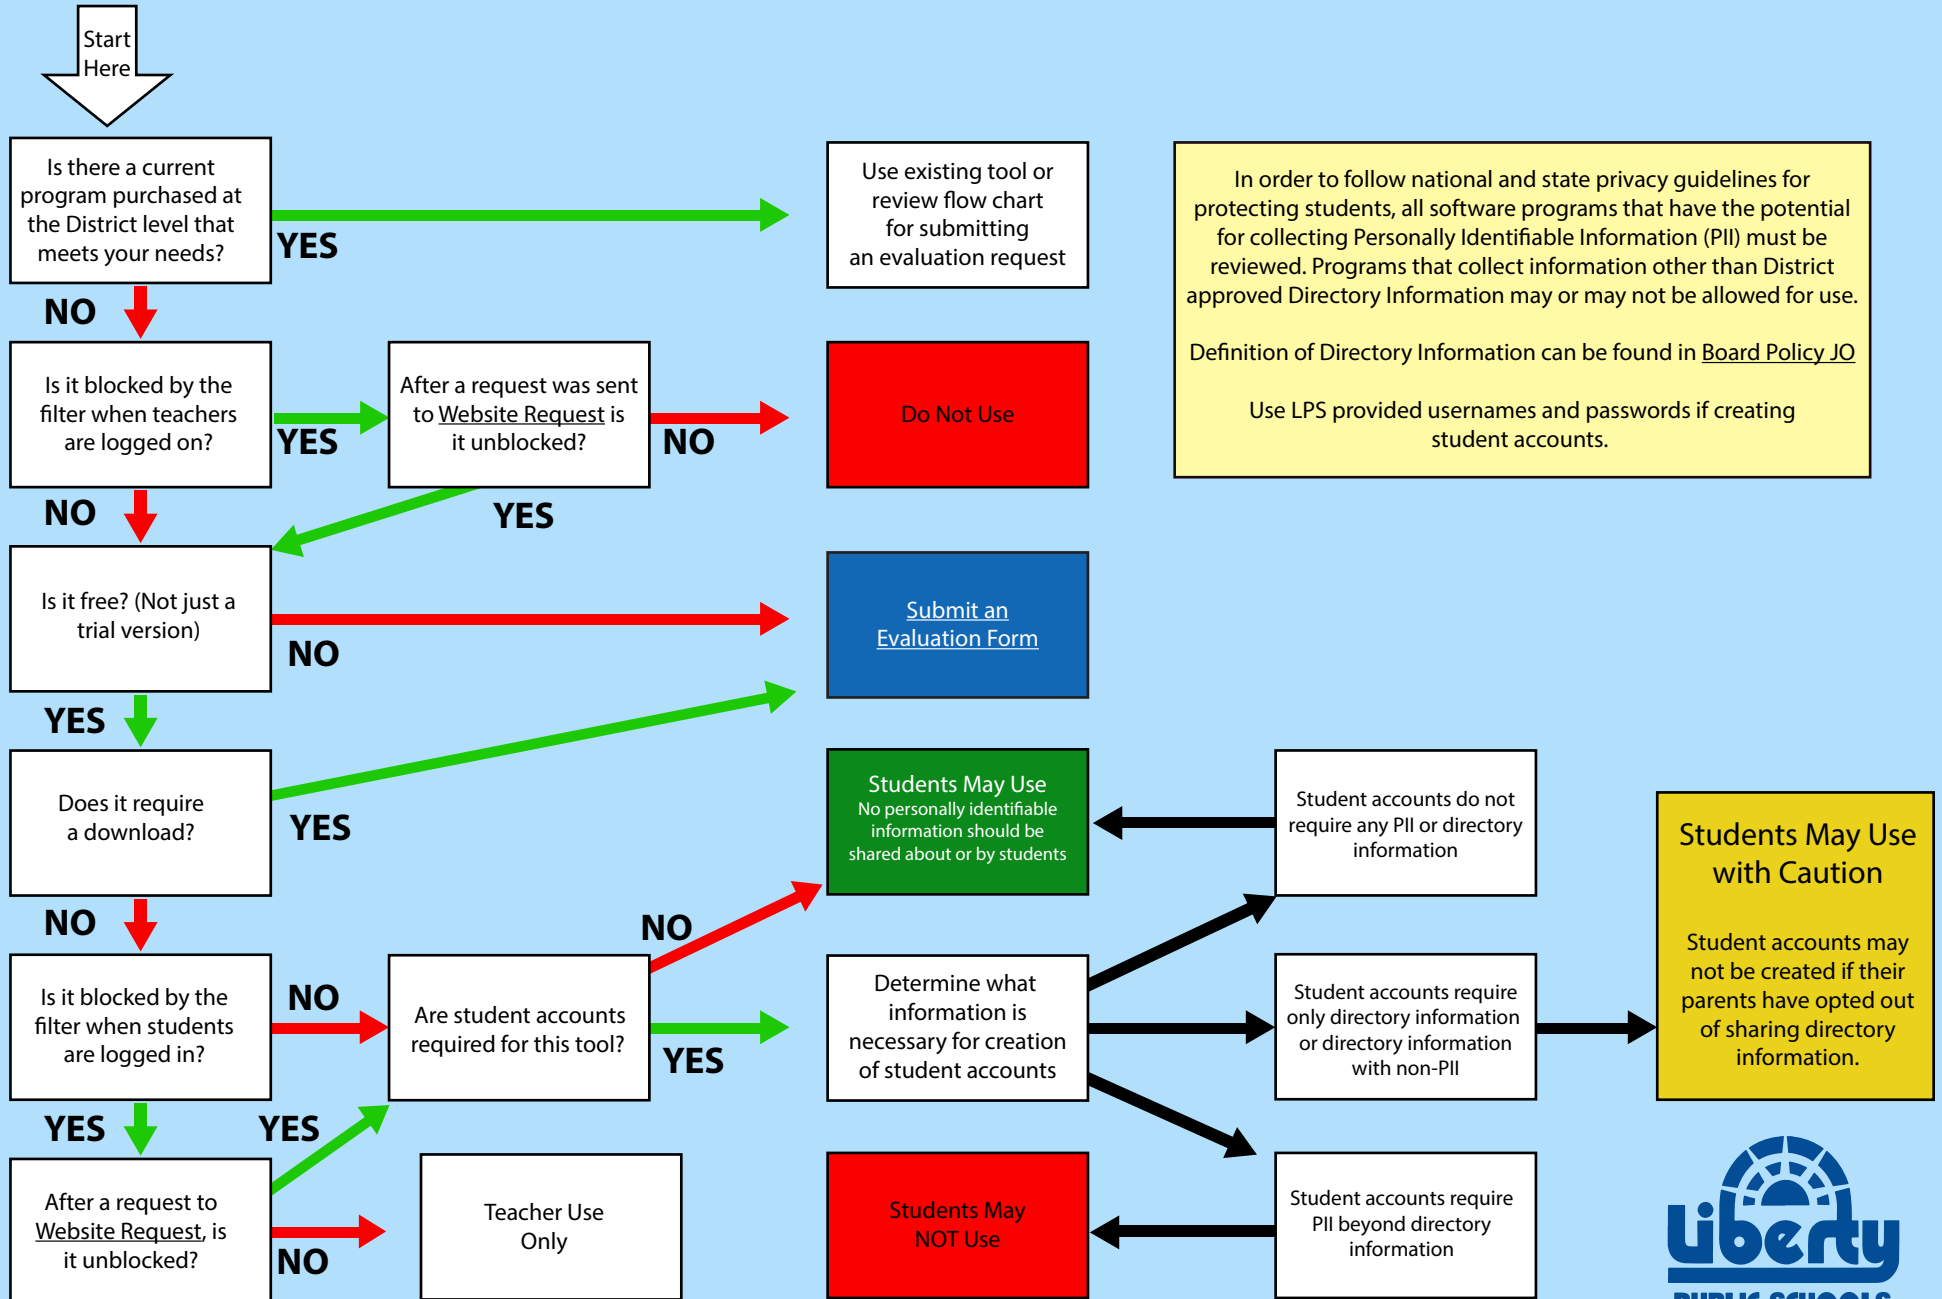 Start
Here
Is there a current
program purchased at
the District level that
meets your needs?
YES
Use existing tool or
review flow chart
for submitting
an evaluation request
In order to follow national and state privacy guidelines for
protecting students, all software programs that have the potential
for collecting Personally Identifiable Information (PII) must be
reviewed. Programs that collect information other than District
approved Directory Information may or may not be allowed for use.
Definition of Directory Information can be found in Board Policy JO
Use LPS provided usernames and passwords if creating
student accounts.
NO
Is it blocked by the
filter when teachers
are logged on?
YES
After a request was sent
to Website Request is
it unblocked?
NO
Do Not Use
NO
YES
Is it free? (Not just a
trial version)
NO
Submit an
Evaluation Form
YES
Does it require
a download?
YES
Students May Use
No personally identifiable
information should be
shared about or by students
Student accounts do not
require any PII or directory
information
Students May Use
with Caution
Student accounts may
not be created if their
parents have opted out
of sharing directory
information.
NO
NO
Is it blocked by the
filter when students
are logged in?
NO
Are student accounts
required for this tool?
YES
Determine what
information is
necessary for creation
of student accounts
Student accounts require
only directory information
or directory information
with non-PII
YES
YES
After a request to
Website Request, is
it unblocked?
NO
Teacher Use
Only
Students May
NOT Use
Student accounts require
PII beyond directory
information
Liberty
PUBLIC SCHOOLS